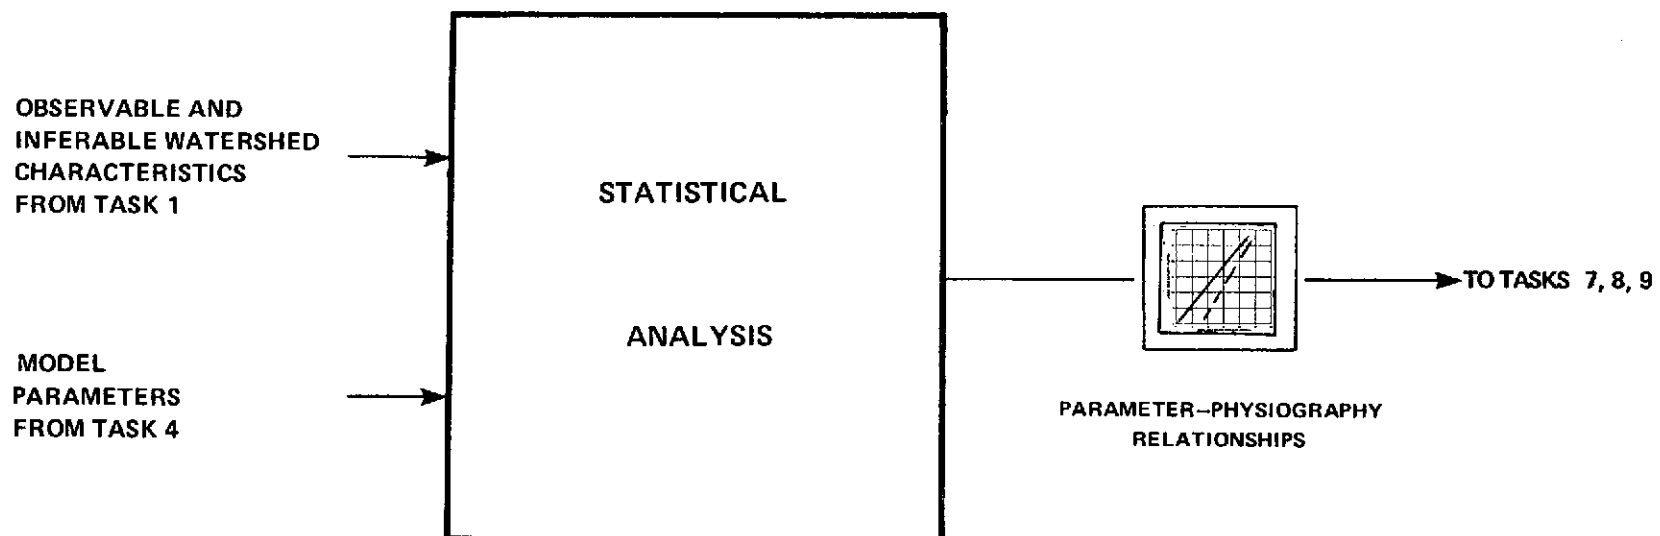 OBSERVABLE AND
INFERABLE WATERSHED
CHARACTERISTICS
FROM TASK 1
MODEL
PARAMETERS
FROM TASK 4
STATISTICAL
ANALYSIS
PARAMETER–PHYSIOGRAPHY
RELATIONSHIPS
TO TASKS 7, 8, 9